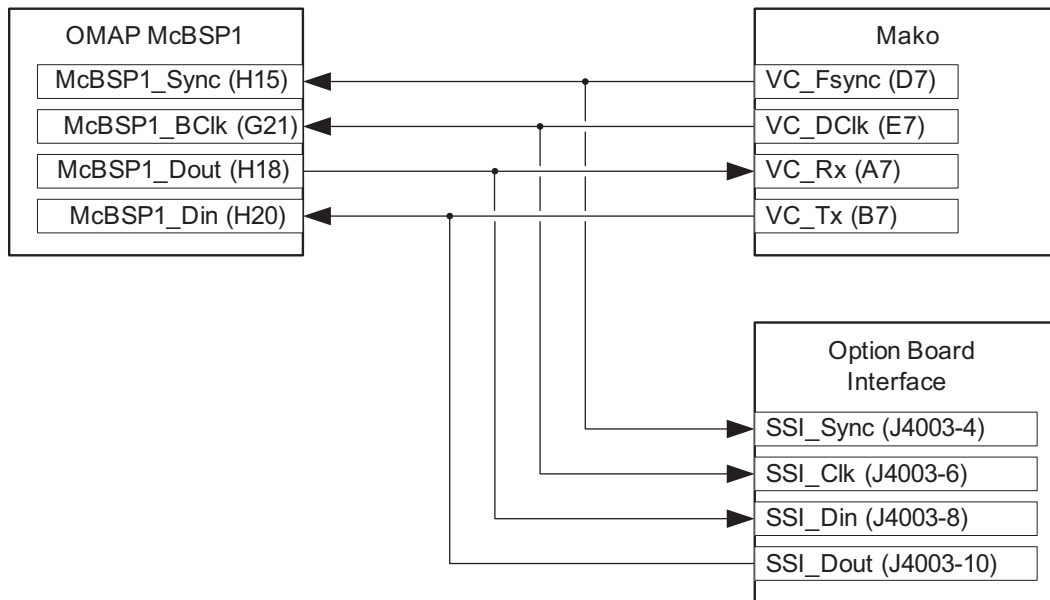 OMAP McBSP1
McBSP1_Sync (H15)
McBSP1_BClk (G21)
McBSP1_Dout (H18)
McBSP1_Din (H20)
Mako
VC_Fsync (D7)
VC_DClk (E7)
VC_Rx (A7)
VC_Tx (B7)
Option Board
Interface
SSI_Sync (J4003-4)
SSI_Clk (J4003-6)
SSI_Din (J4003-8)
SSI_Dout (J4003-10)